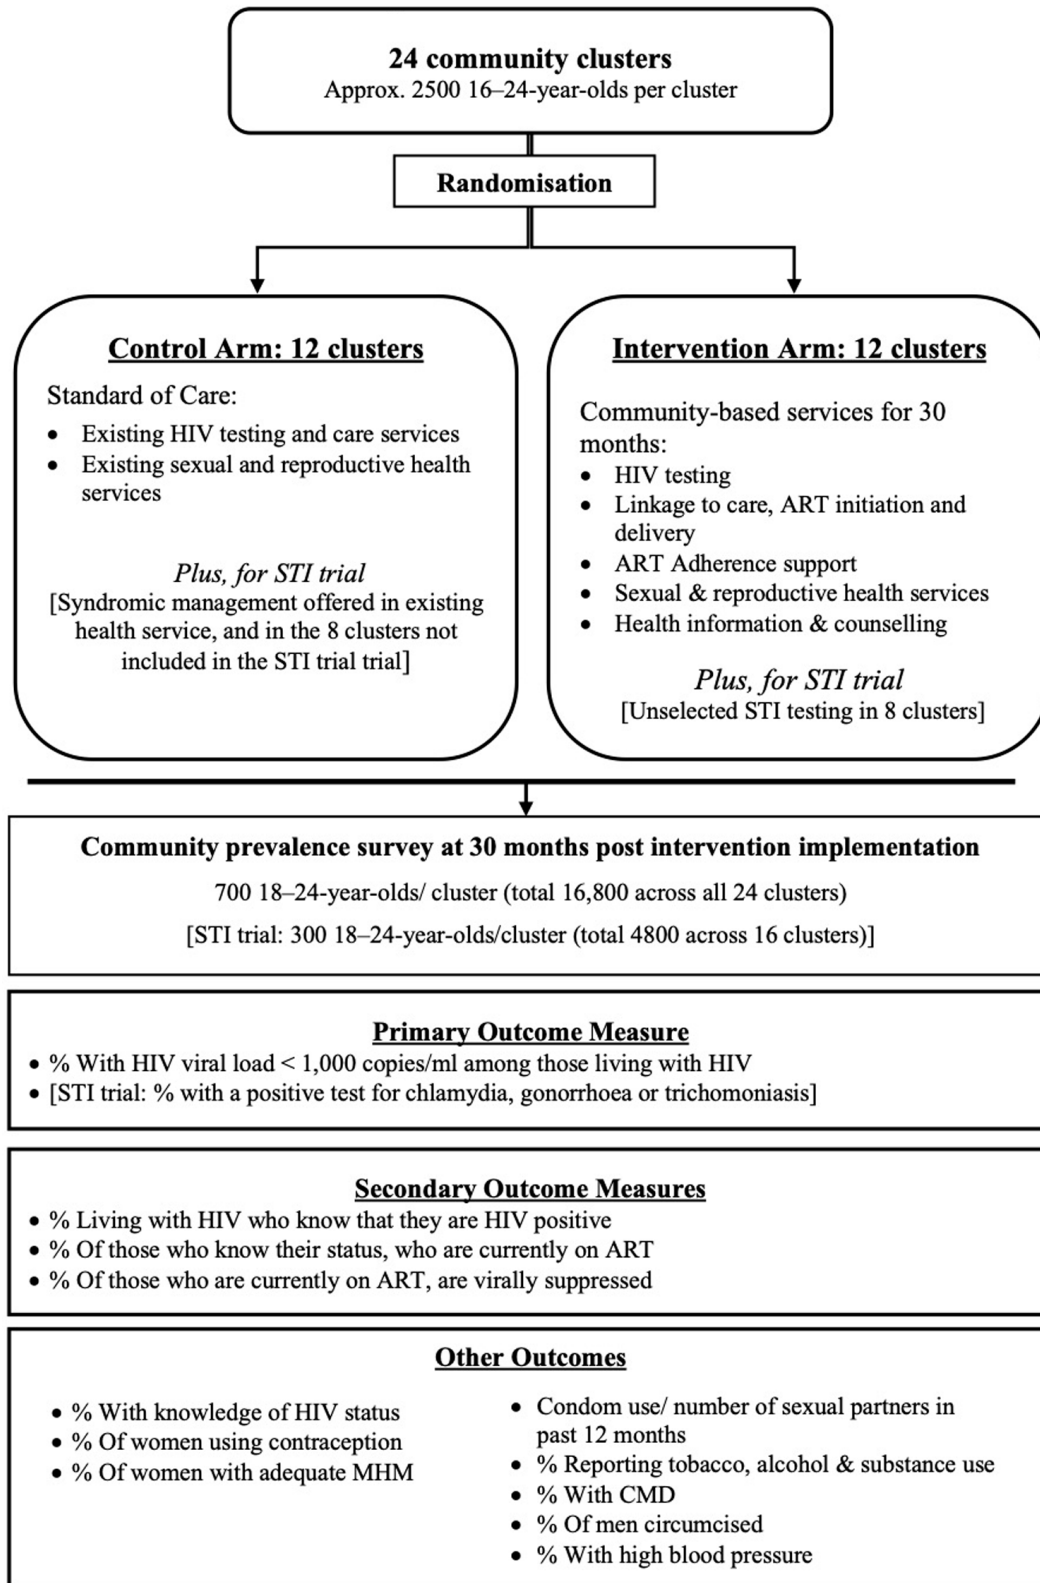 24 community clusters
Approx. 2500 16–24-year-olds per cluster
Randomisation
Control Arm: 12 clusters
Standard of Care:
• Existing HIV testing and care services
• Existing sexual and reproductive health
services
Plus, for STI trial
[Syndromic management offered in existing
health service, and in the 8 clusters not
included in the STI trial trial]
Intervention Arm: 12 clusters
Community-based services for 30
months:
• HIV testing
• Linkage to care, ART initiation and
delivery
• ART Adherence support
• Sexual & reproductive health services
• Health information & counselling
Plus, for STI trial
[Unselected STI testing in 8 clusters]
Community prevalence survey at 30 months post intervention implementation
700 18–24-year-olds/ cluster (total 16,800 across all 24 clusters)
[STI trial: 300 18–24-year-olds/cluster (total 4800 across 16 clusters)]
Primary Outcome Measure
• % With HIV viral load < 1,000 copies/ml among those living with HIV
• [STI trial: % with a positive test for chlamydia, gonorrhoea or trichomoniasis]
Secondary Outcome Measures
• % Living with HIV who know that they are HIV positive
• % Of those who know their status, who are currently on ART
• % Of those who are currently on ART, are virally suppressed
Other Outcomes
• % With knowledge of HIV status
• % Of women using contraception
• % Of women with adequate MHM
• Condom use/ number of sexual partners in
past 12 months
• % Reporting tobacco, alcohol & substance use
• % With CMD
• % Of men circumcised
• % With high blood pressure